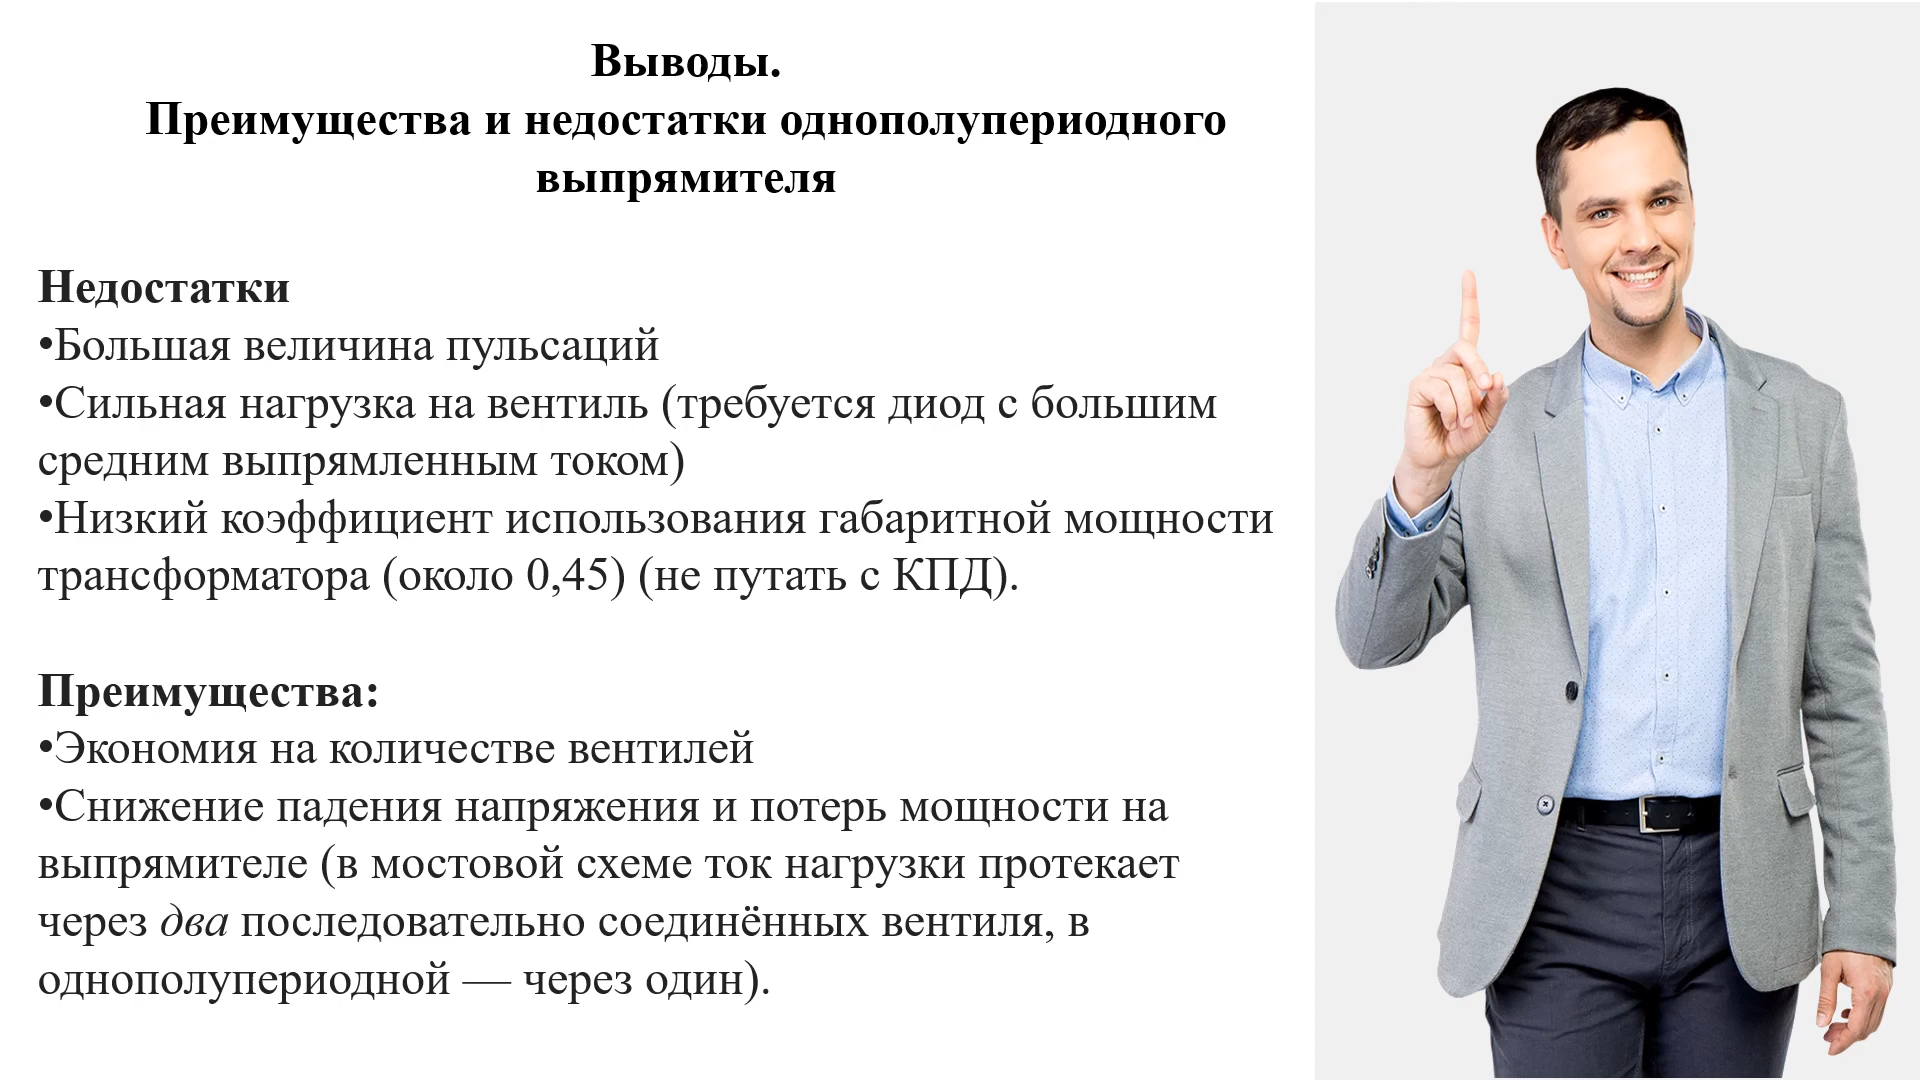 Выводы.
Преимущества и недостатки однополупериодного
выпрямителя
Недостатки
•Большая величина пульсаций
•Сильная нагрузка на вентиль (требуется диод с большим
средним выпрямленным током)
•Низкий коэффициент использования габаритной мощности
трансформатора (около 0,45) (не путать с КПД).
Преимущества:
•Экономия на количестве вентилей
•Снижение падения напряжения и потерь мощности на
выпрямителе (в мостовой схеме ток нагрузки протекает
через два последовательно соединённых вентиля, в
однополупериодной — через один).